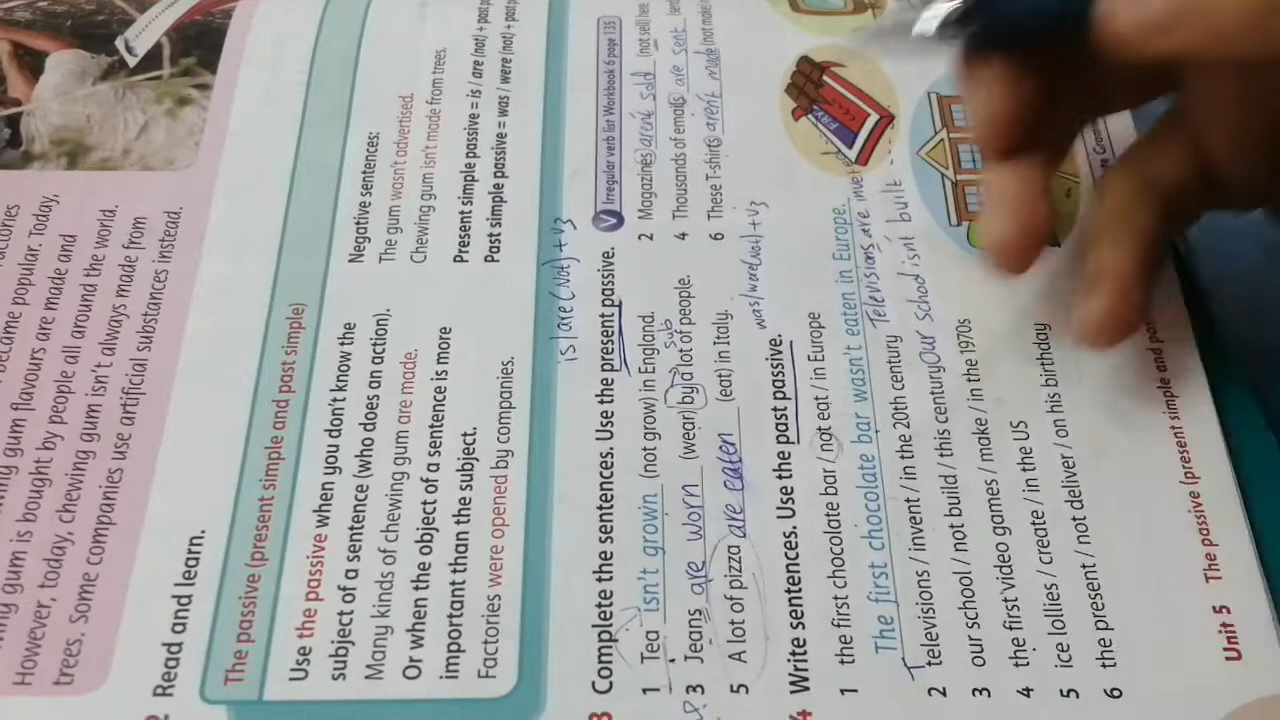 factories
became popular. Today,
gum flavours are made and
gum is bought by people all around the world.
However, today, chewing gum isn't always made from
trees. Some companies use artificial substances instead.
Read and learn.
The passive (present simple and past simple)
Use the passive when you don't know the
subject of a sentence (who does an action).
Many kinds of chewing gum are made.
Or when the object of a sentence is more
important than the subject.
Factories were opened by companies.
Negative sentences:
The gum wasn't advertised.
Chewing gum isn't made from trees.
Present simple passive = is / are (not) + past
Past simple passive = was / were (not) + past
is/are (Not) + V3
3 Complete the sentences. Use the present passive.
V Irregular verb list Workbook 6 page 135
1 Tea isn't grown (not grow) in England.
2 Magazines aren't sold (not sell) here.
3 Jeans are worn (wear) by a lot of people.
sub
4 Thousands of emails are sent
5 A lot of pizza are eaten (eat) in Italy.
6 These T-shirts aren't made (not make
was/were(Not) + V3
4 Write sentences. Use the past passive.
1 the first chocolate bar / not eat / in Europe
The first chocolate bar wasn't eaten in Europe.
2 televisions / invent / in the 20th century Televisions are
3 our school / not build / this century Our school isn't built
4 the first video games / make / in the 1970s
5 ice lollies / create / in the US
6 the present / not deliver / on his birthday
Unit 5 The passive (present simple and